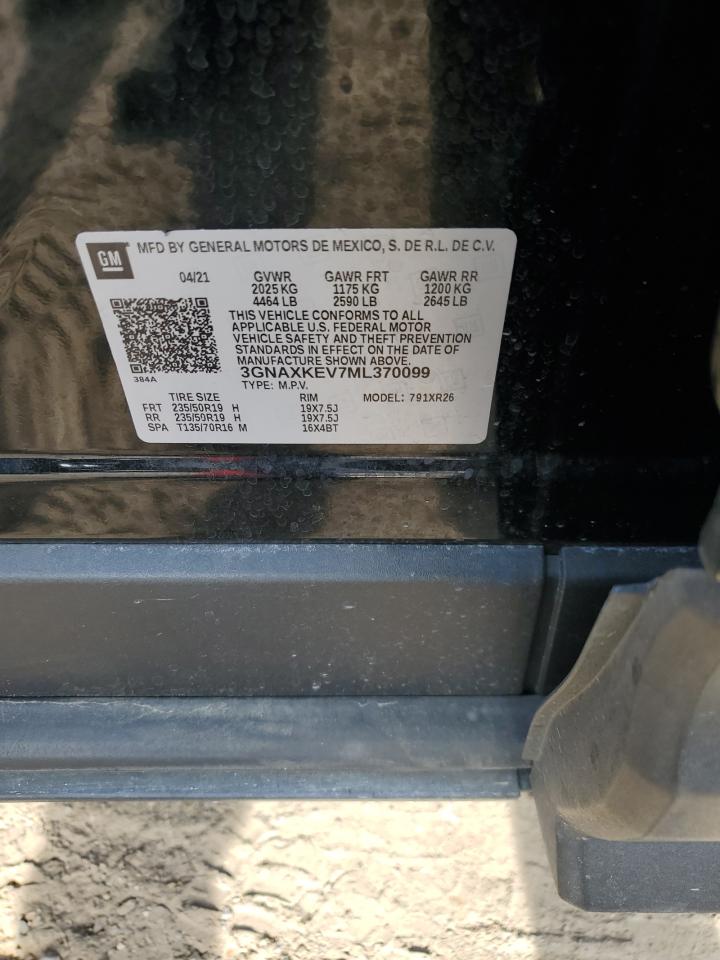 GM
MFD BY GENERAL MOTORS DE MEXICO, S. DE R.L. DE C.V.
04/21 GVWR GAWR FRT GAWR RR
2025 KG 1175 KG 1200 KG
4464 LB 2590 LB 2645 LB
THIS VEHICLE CONFORMS TO ALL
APPLICABLE U.S. FEDERAL MOTOR
VEHICLE SAFETY AND THEFT PREVENTION
STANDARDS IN EFFECT ON THE DATE OF
MANUFACTURE SHOWN ABOVE.
384A
3GNAXKEV7ML370099
TYPE: M.P.V.
TIRE SIZE RIM MODEL: 791XR26
FRT 235/50R19 H 19X7.5J
RR 235/50R19 H 19X7.5J
SPA T135/70R16 M 16X4BT